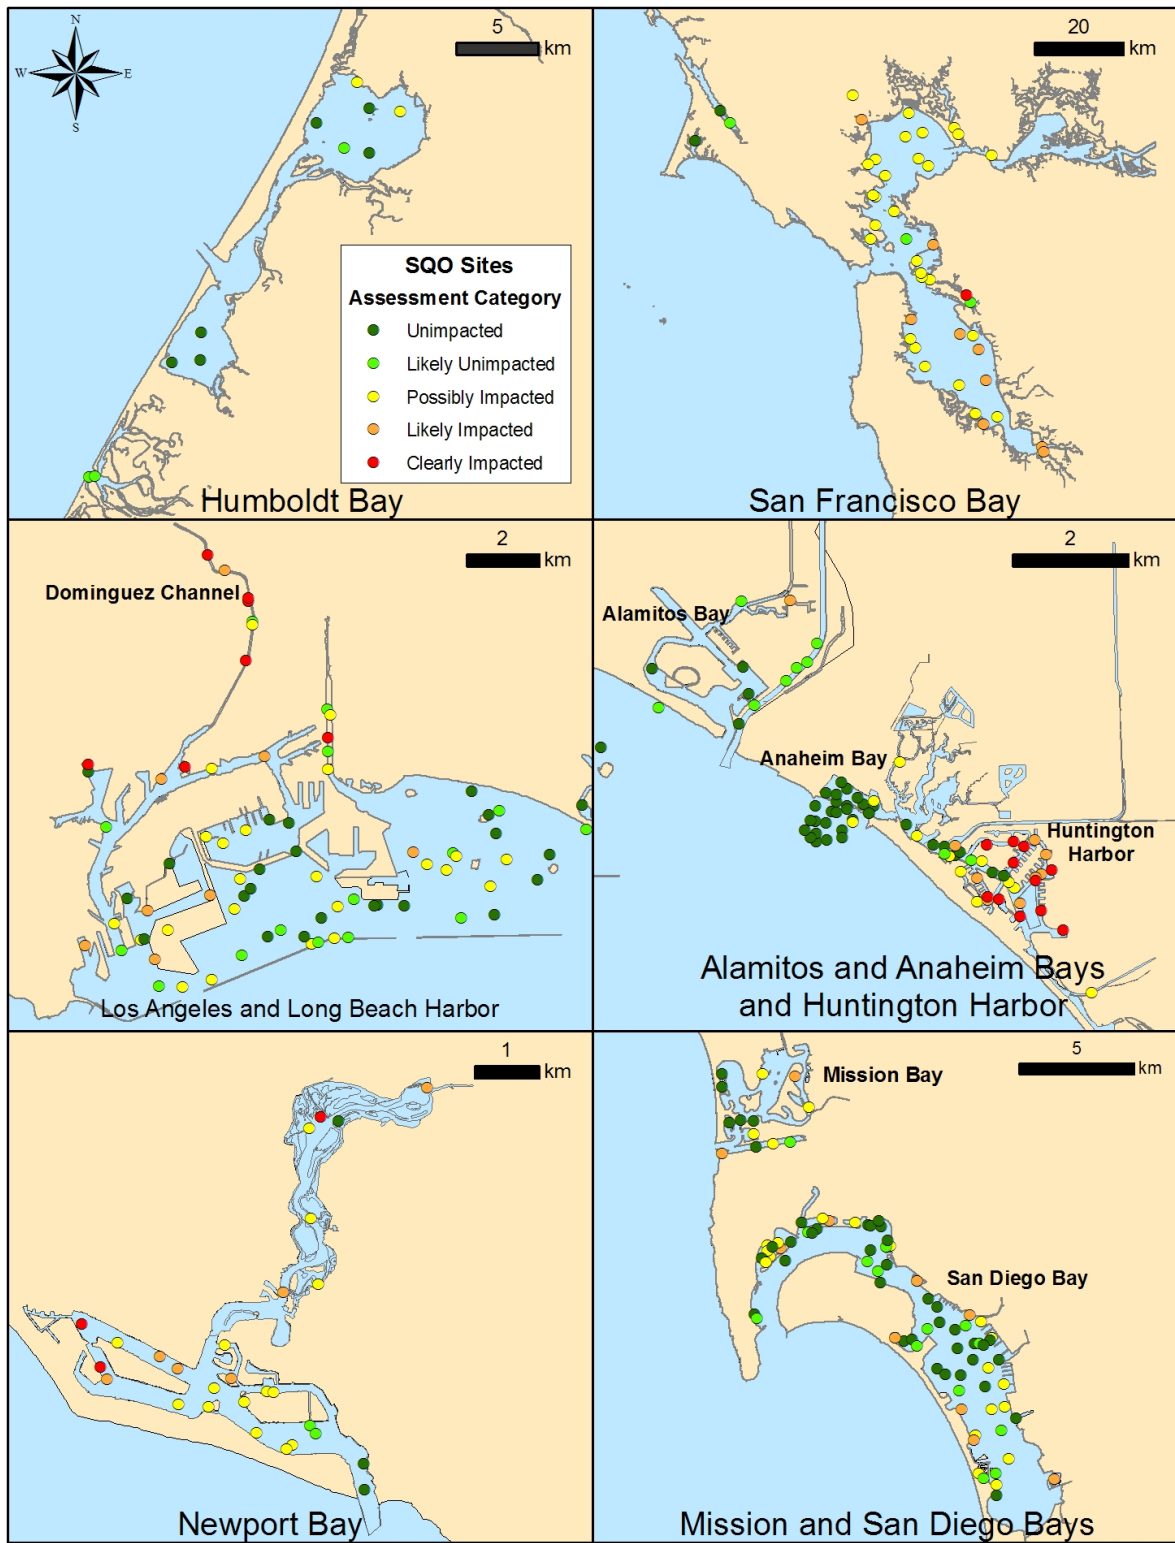 N
W E
S
5
km
SQO Sites
Assessment Category
Unimpacted
Likely Unimpacted
Possibly Impacted
Likely Impacted
Clearly Impacted
Humboldt Bay
20
km
San Francisco Bay
2
km
Dominguez Channel
Los Angeles and Long Beach Harbor
2
km
Alamitos Bay
Anaheim Bay
Huntington
Harbor
Alamitos and Anaheim Bays
and Huntington Harbor
1
km
Newport Bay
5
km
Mission Bay
San Diego Bay
Mission and San Diego Bays